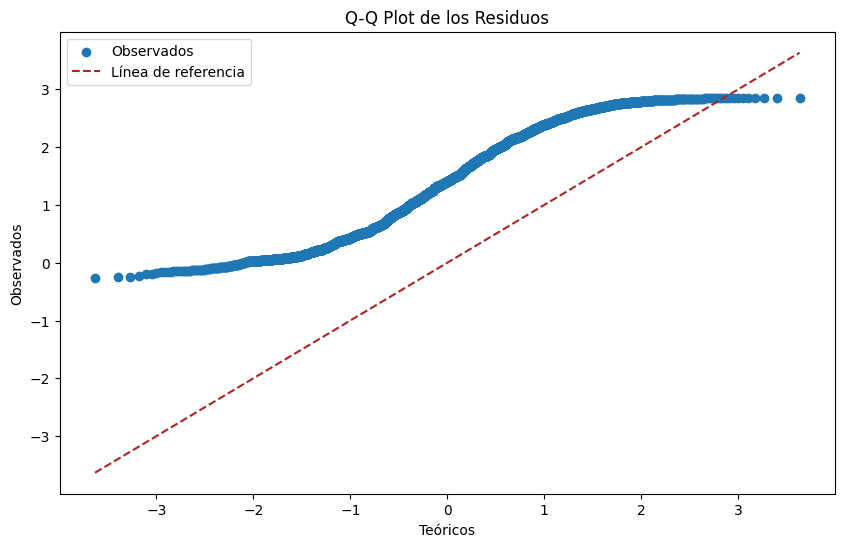 Q-Q Plot de los Residuos
Observados
Línea de referencia
3
2
1
0
−1
−2
−3
Observados
−3
−2
−1
0
1
2
3
Teóricos